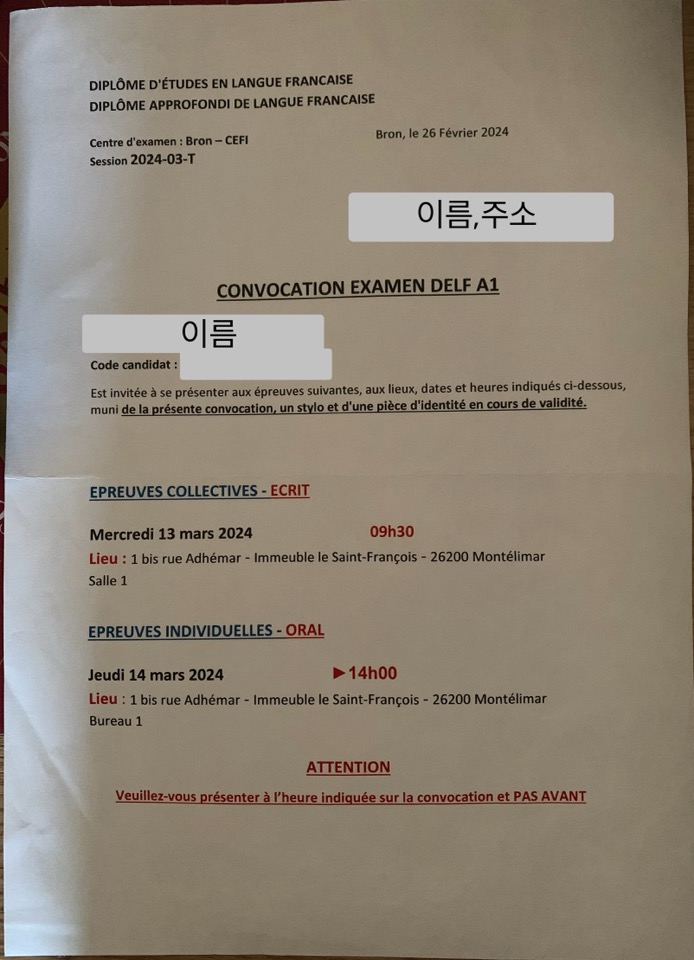 DIPLÔME D'ÉTUDES EN LANGUE FRANCAISE
DIPLÔME APPROFONDI DE LANGUE FRANCAISE
Centre d'examen : Bron – CEFI
Bron, le 26 Février 2024
Session 2024-03-T
이름,주소
CONVOCATION EXAMEN DELF A1
이름
Code candidat :
Est invitée à se présenter aux épreuves suivantes, aux lieux, dates et heures indiqués ci-dessous,
muni de la présente convocation, un stylo et d'une pièce d'identité en cours de validité.
EPREUVES COLLECTIVES - ECRIT
Mercredi 13 mars 2024 09h30
Lieu : 1 bis rue Adhémar - Immeuble le Saint-François - 26200 Montélimar
Salle 1
EPREUVES INDIVIDUELLES - ORAL
Jeudi 14 mars 2024 ►14h00
Lieu : 1 bis rue Adhémar - Immeuble le Saint-François - 26200 Montélimar
Bureau 1
ATTENTION
Veuillez-vous présenter à l'heure indiquée sur la convocation et PAS AVANT